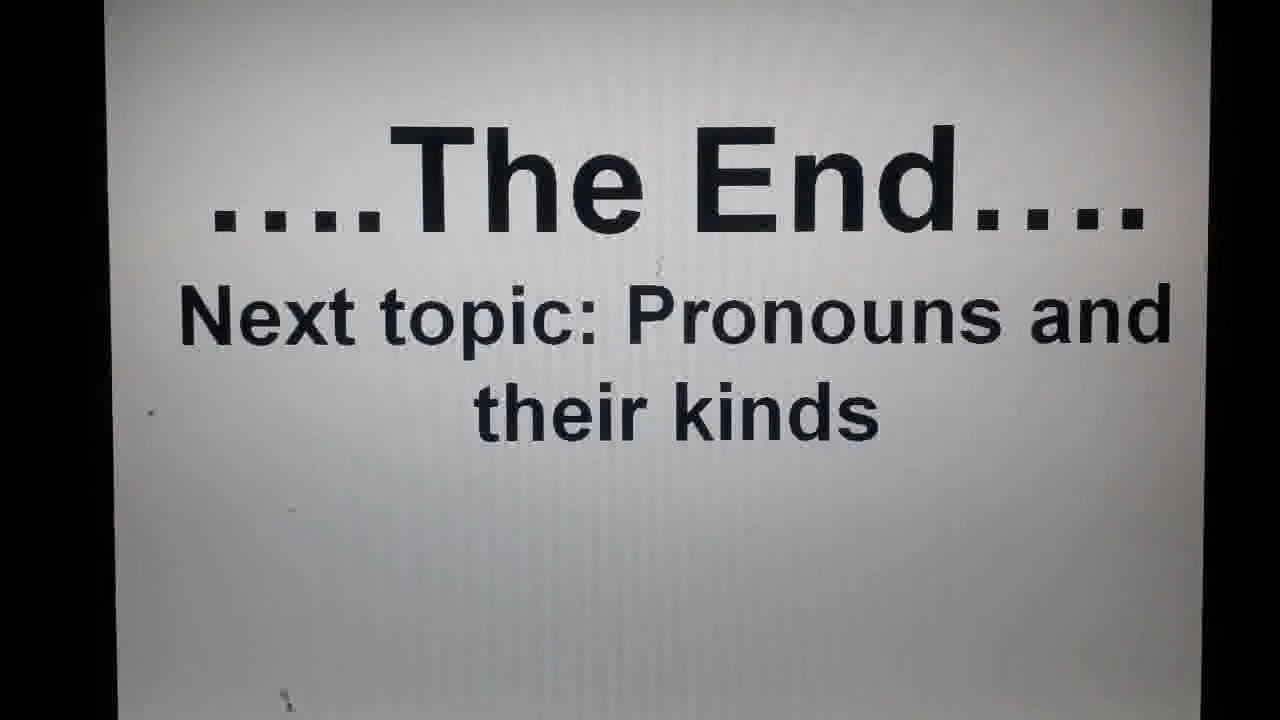 ....The End....
Next topic: Pronouns and
their kinds